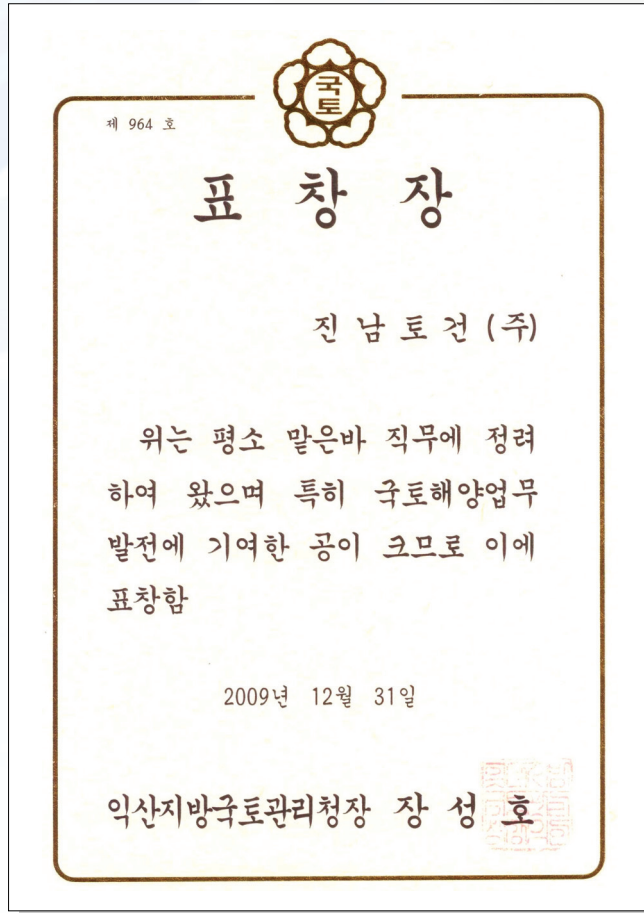 국토
제 964 호
표 창 장
진 남 토 건 (주)
위는 평소 맡은바 직무에 정려
하여 왔으며 특히 국토해양업무
발전에 기여한 공이 크므로 이에
표창함
2009년 12월 31일
익산지방국토관리청장 장 성 호